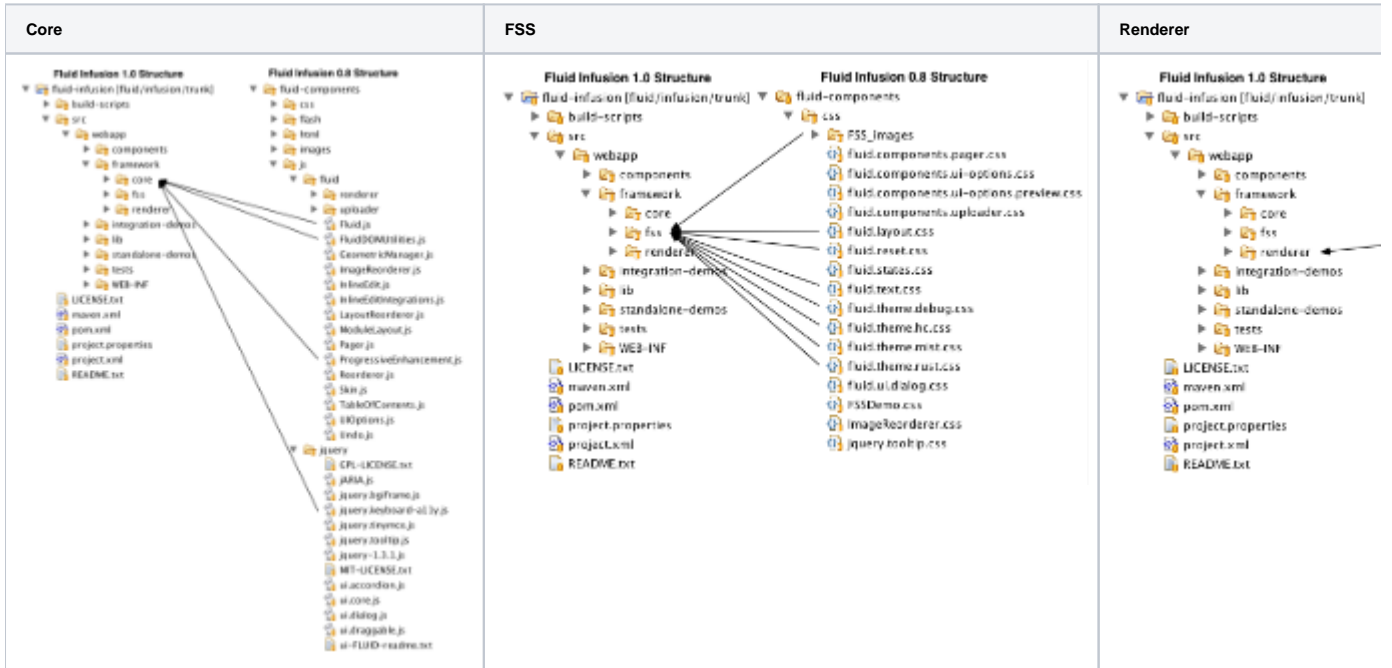 Core
Fluid Infusion 1.0 Structure
fluid-infusion [fluid/infusion/trunk]
build-scripts
src
webapp
components
framework
core
fss
renderer
integration-demos
lib
standalone-demos
tests
WEB-INF
LICENSE.txt
maven.xml
pom.xml
project.properties
project.xml
README.txt
Fluid Infusion 0.8 Structure
fluid-components
css
flash
html
images
js
fluid
renderer
uploader
Fluid.js
FluidDOMUtilities.js
GeometricManager.js
ImageReorderer.js
InlineEdit.js
InlineEditIntegrations.js
LayoutReorderer.js
ModuleLayout.js
Pager.js
ProgressiveEnhancement.js
Reorderer.js
Skin.js
TableOfContents.js
UIOptions.js
Undo.js
jquery
GPL-LICENSE.txt
jARIA.js
jquery.bgiframe.js
jquery.keyboard-a11y.js
jquery.tinymce.js
jquery.tooltip.js
jquery-1.3.1.js
MIT-LICENSE.txt
ui.accordion.js
ui.core.js
ui.dialog.js
ui.draggable.js
ui-FLUID-readme.txt
FSS
Fluid Infusion 1.0 Structure
fluid-infusion [fluid/infusion/trunk]
build-scripts
src
webapp
components
framework
core
fss
renderer
integration-demos
lib
standalone-demos
tests
WEB-INF
LICENSE.txt
maven.xml
pom.xml
project.properties
project.xml
README.txt
Fluid Infusion 0.8 Structure
fluid-components
css
FSS_Images
fluid.components.pager.css
fluid.components.ui-options.css
fluid.components.ui-options.preview.css
fluid.components.uploader.css
fluid.layout.css
fluid.reset.css
fluid.states.css
fluid.text.css
fluid.theme.debug.css
fluid.theme.hc.css
fluid.theme.mist.css
fluid.theme.rust.css
fluid.ui.dialog.css
FSSDemo.css
ImageReorderer.css
jquery.tooltip.css
Renderer
Fluid Infusion 1.0 Structure
fluid-infusion [fluid/infusion/trunk]
build-scripts
src
webapp
components
framework
core
fss
renderer
integration-demos
lib
standalone-demos
tests
WEB-INF
LICENSE.txt
maven.xml
pom.xml
project.properties
project.xml
README.txt